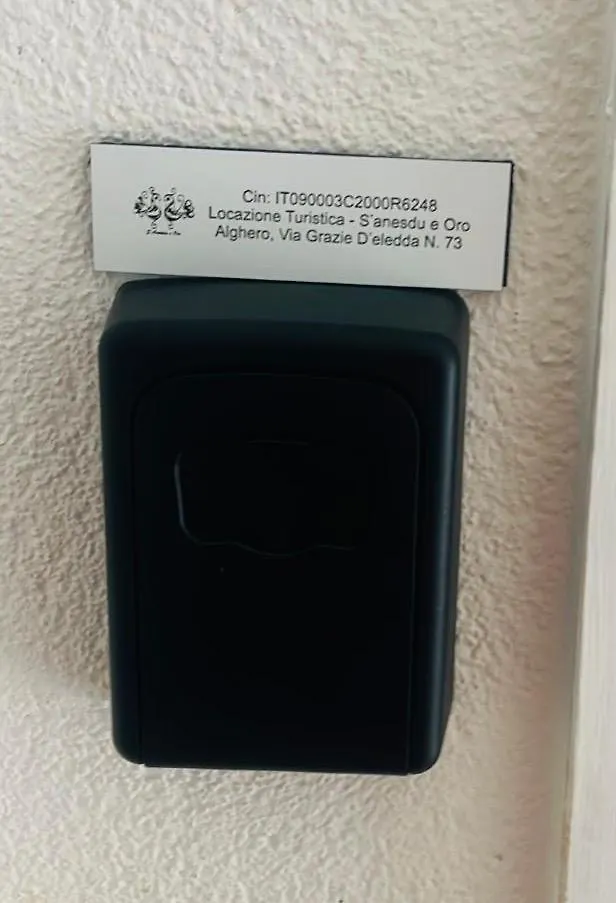 Cin: IT090003C2000R6248
Locazione Turistica - S'anesdu e Oro
Alghero, Via Grazie D'eledda N. 73